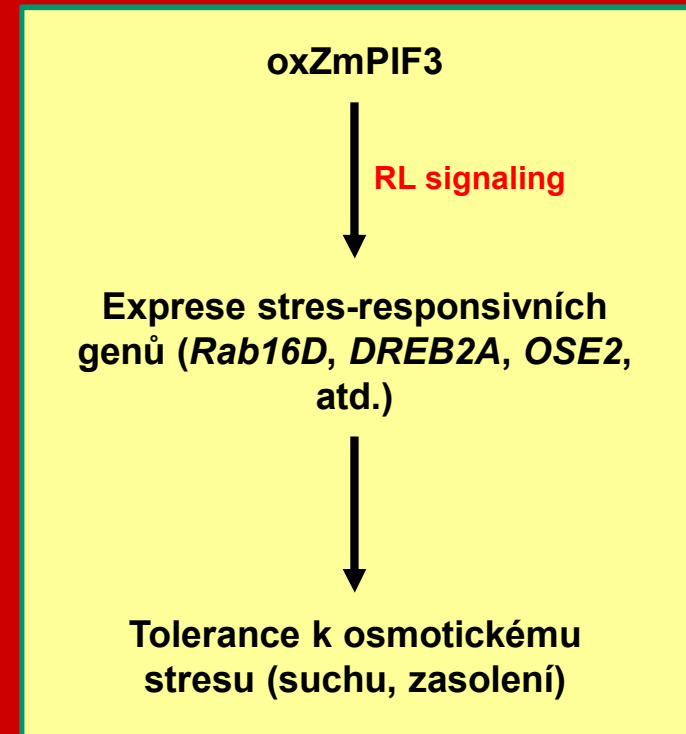 oxZmPIF3
RL signaling
Exprese stres-responsivních
genů (Rab16D, DREB2A, OSE2,
atd.)
Tolerance k osmotickému
stresu (suchu, zasolení)